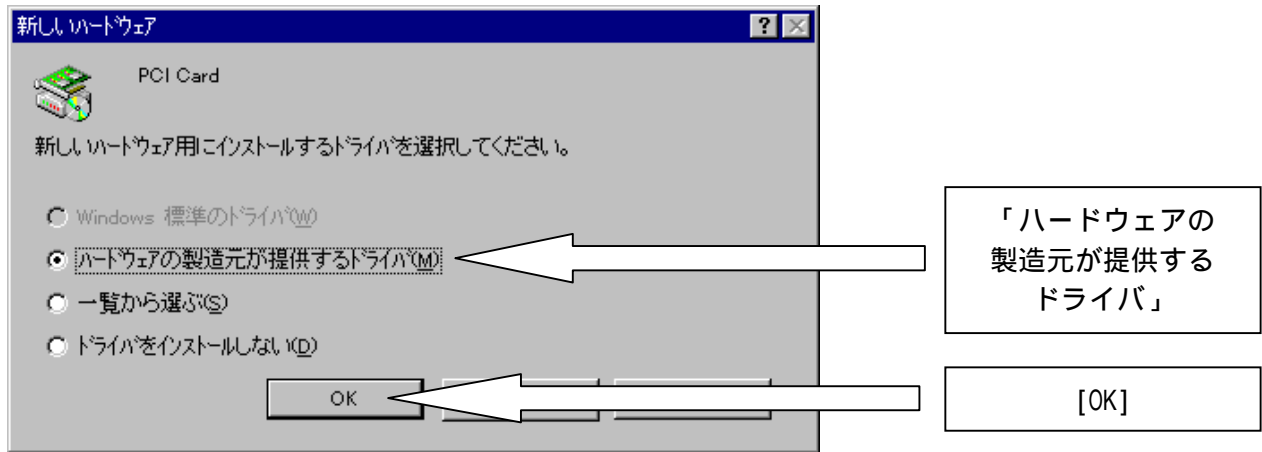 新しいハードウェア
PCI Card
新しいハードウェア用にインストールするドライバを選択してください。
Windows 標準のドライバ(W)
ハードウェアの製造元が提供するドライバ(M)
一覧から選ぶ(S)
ドライバをインストールしない(D)
OK
「ハードウェアの
製造元が提供する
ドライバ」
[OK]